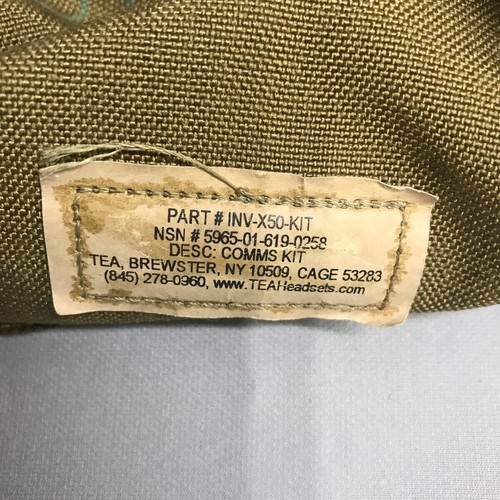 PART # INV-X50-KIT
NSN # 5965-01-619-0258
DESC: COMMS KIT
TEA, BREWSTER, NY 10509, CAGE 53283
(845) 278-0960, www.TEAHeadsets.com